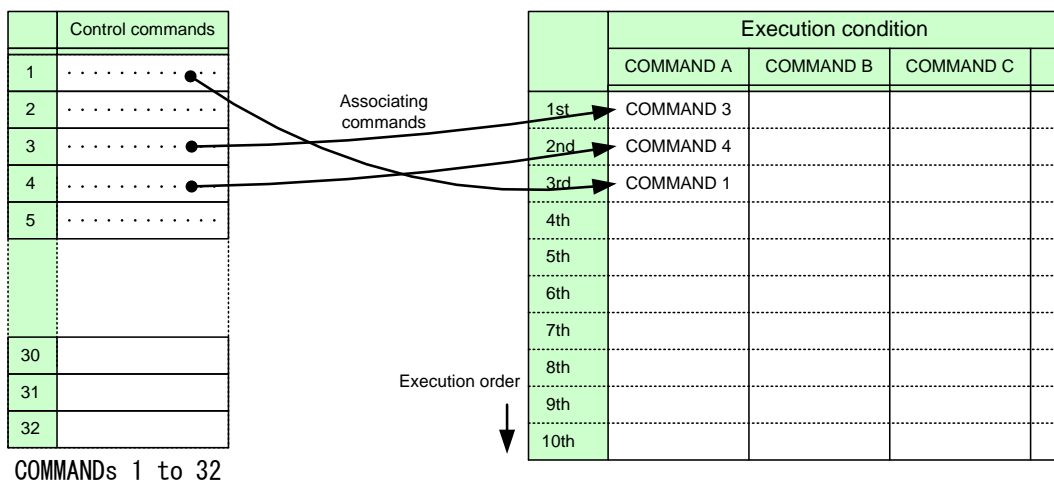 Control commands
1 . . . . . . . . . . . . .
2 . . . . . . . . . . . . .
3 . . . . . . . . . . . . .
4 . . . . . . . . . . . . .
5 . . . . . . . . . . . . .
30
31
32
COMMANDs 1 to 32
Associating
commands
Execution order
Execution condition
COMMAND A COMMAND B COMMAND C
1st COMMAND 3
2nd COMMAND 4
3rd COMMAND 1
4th
5th
6th
7th
8th
9th
10th